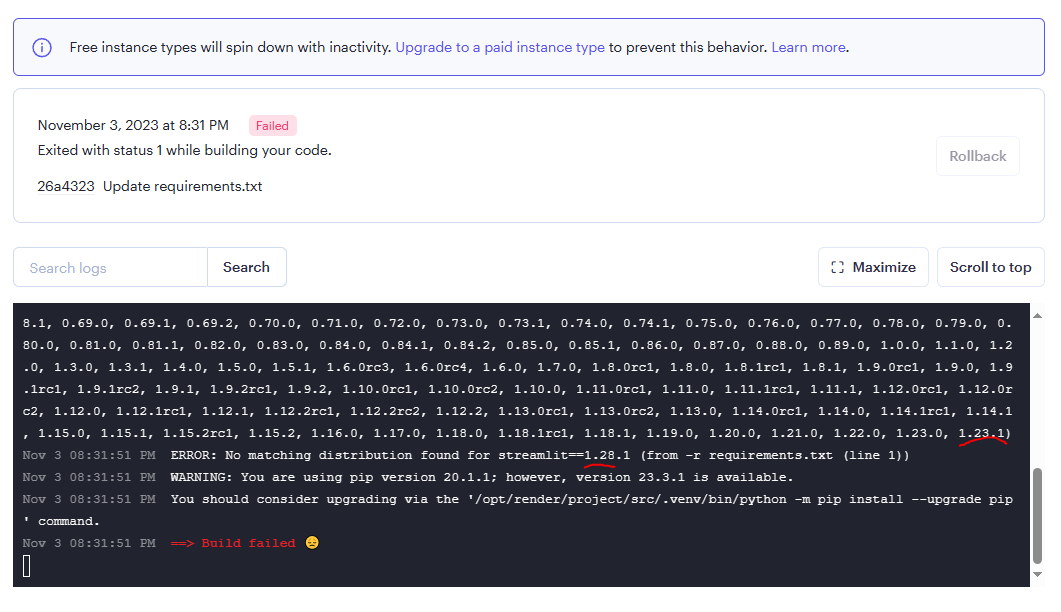 Free instance types will spin down with inactivity. Upgrade to a paid instance type to prevent this behavior. Learn more.
November 3, 2023 at 8:31 PM Failed
Exited with status 1 while building your code.
Rollback
26a4323 Update requirements.txt
Search logs Search Maximize Scroll to top
8.1, 0.69.0, 0.69.1, 0.69.2, 0.70.0, 0.71.0, 0.72.0, 0.73.0, 0.73.1, 0.74.0, 0.74.1, 0.75.0, 0.76.0, 0.77.0, 0.78.0, 0.79.0, 0.
80.0, 0.81.0, 0.81.1, 0.82.0, 0.83.0, 0.84.0, 0.84.1, 0.84.2, 0.85.0, 0.85.1, 0.86.0, 0.87.0, 0.88.0, 0.89.0, 1.0.0, 1.1.0, 1.2
.0, 1.3.0, 1.3.1, 1.4.0, 1.5.0, 1.5.1, 1.6.0rc3, 1.6.0rc4, 1.6.0, 1.7.0, 1.8.0rc1, 1.8.0, 1.8.1rc1, 1.8.1, 1.9.0rc1, 1.9.0, 1.9
.1rc1, 1.9.1rc2, 1.9.1, 1.9.2rc1, 1.9.2, 1.10.0rc1, 1.10.0rc2, 1.10.0, 1.11.0rc1, 1.11.0, 1.11.1rc1, 1.11.1, 1.12.0rc1, 1.12.0r
c2, 1.12.0, 1.12.1rc1, 1.12.1, 1.12.2rc1, 1.12.2rc2, 1.12.2, 1.13.0rc1, 1.13.0rc2, 1.13.0, 1.14.0rc1, 1.14.0, 1.14.1rc1, 1.14.1
, 1.15.0, 1.15.1, 1.15.2rc1, 1.15.2, 1.16.0, 1.17.0, 1.18.0, 1.18.1rc1, 1.18.1, 1.19.0, 1.20.0, 1.21.0, 1.22.0, 1.23.0, 1.23.1)
Nov 3 08:31:51 PM ERROR: No matching distribution found for streamlit==1.28.1 (from -r requirements.txt (line 1))
Nov 3 08:31:51 PM WARNING: You are using pip version 20.1.1; however, version 23.3.1 is available.
Nov 3 08:31:51 PM You should consider upgrading via the '/opt/render/project/src/.venv/bin/python -m pip install --upgrade pip
' command.
Nov 3 08:31:51 PM ==> Build failed 😔